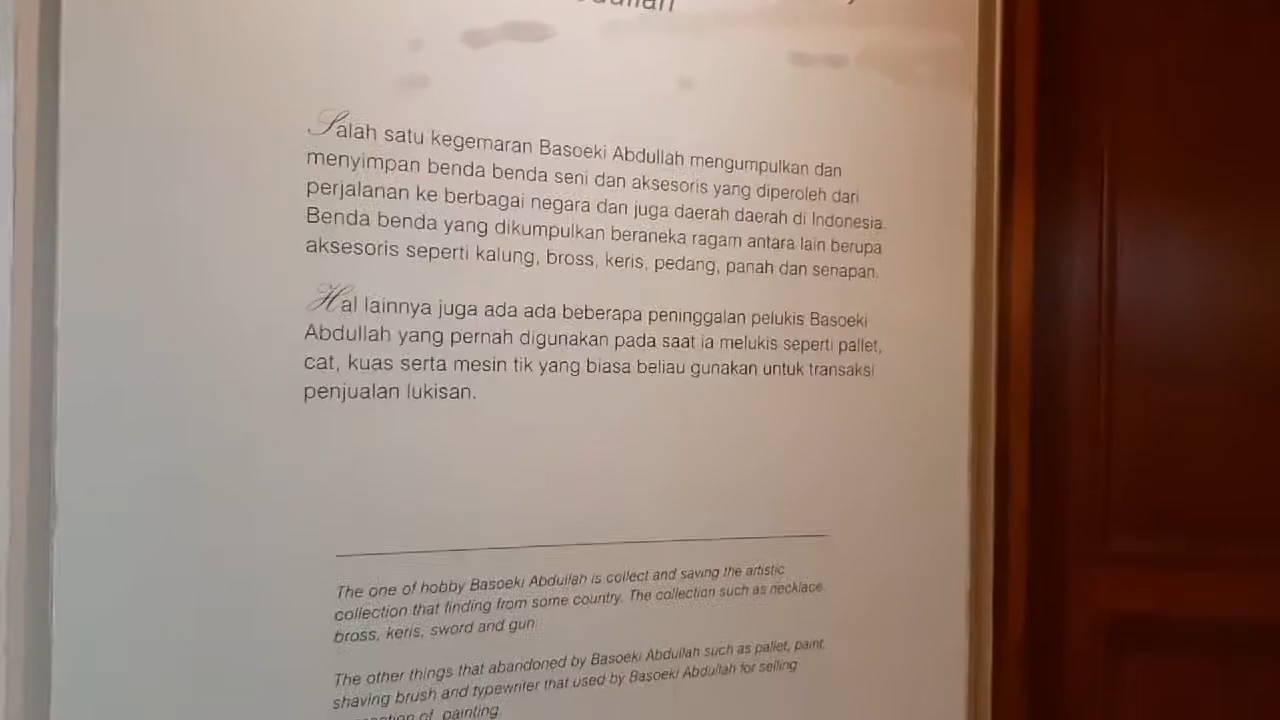 Salah satu kegemaran Basoeki Abdullah mengumpulkan dan
menyimpan benda benda seni dan aksesoris yang diperoleh dari
perjalanan ke berbagai negara dan juga daerah daerah di Indonesia.
Benda benda yang dikumpulkan beraneka ragam antara lain berupa
aksesoris seperti kalung, bross, keris, pedang, panah dan senapan.
Hal lainnya juga ada ada beberapa peninggalan pelukis Basoeki
Abdullah yang pernah digunakan pada saat ia melukis seperti pallet,
cat, kuas serta mesin tik yang biasa beliau gunakan untuk transaksi
penjualan lukisan.
The one of hobby Basoeki Abdullah is collect and saving the artistic
collection that finding from some country. The collection such as necklace,
bross, keris, sword and gun.
The other things that abandoned by Basoeki Abdullah such as pallet, paint,
shaving brush and typewriter that used by Basoeki Abdullah for selling
of painting.